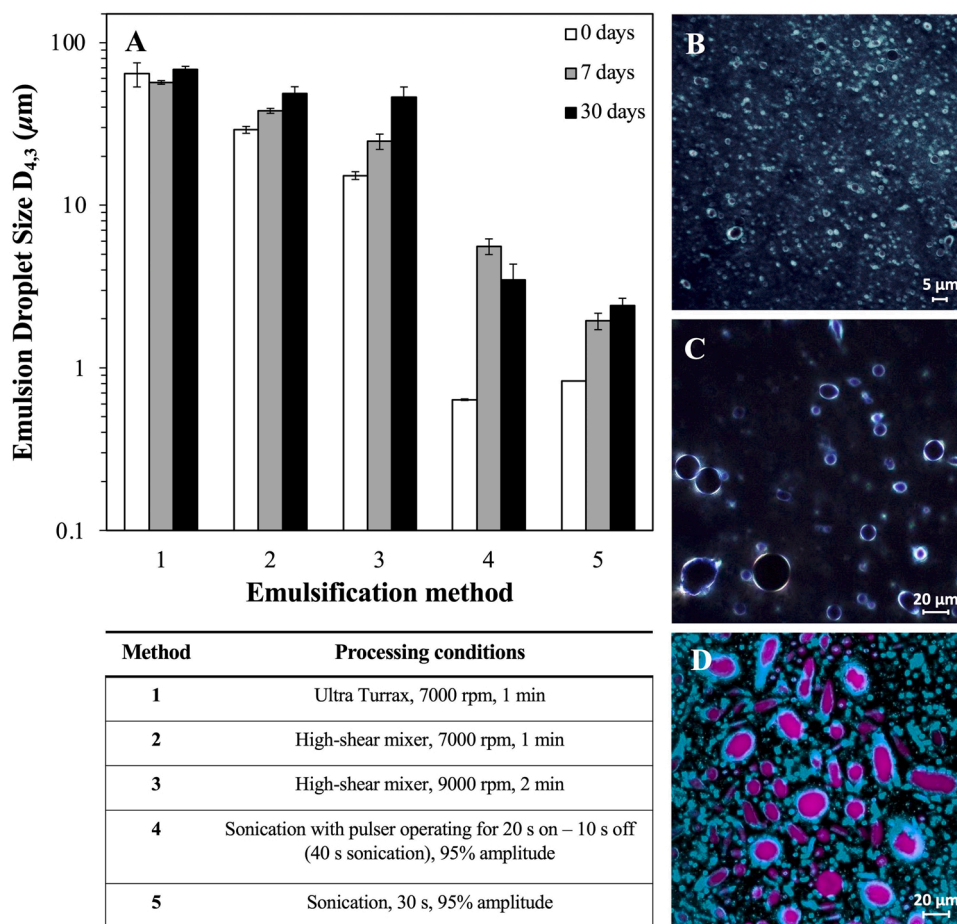 100
10
1
0.1
Emulsion Droplet Size D4,3 (µm)
A
0 days
7 days
30 days
1 2 3 4 5
Emulsification method
Method Processing conditions
1 Ultra Turrax, 7000 rpm, 1 min
2 High-shear mixer, 7000 rpm, 1 min
3 High-shear mixer, 9000 rpm, 2 min
4 Sonication with pulser operating for 20 s on – 10 s off
(40 s sonication), 95% amplitude
5 Sonication, 30 s, 95% amplitude
B
5 µm
C
20 µm
D
20 µm